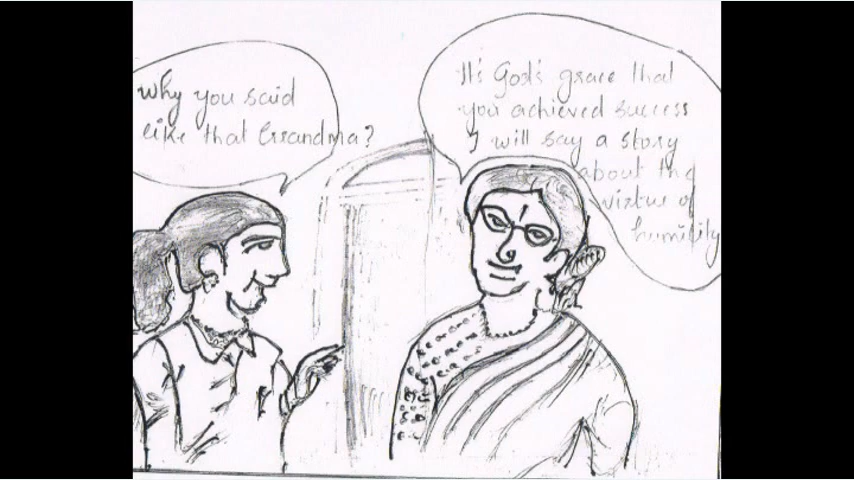 Why you said
like that Grandma?
It's God's grace that
you achieved success
I will say a story
about the
virtue of
humility